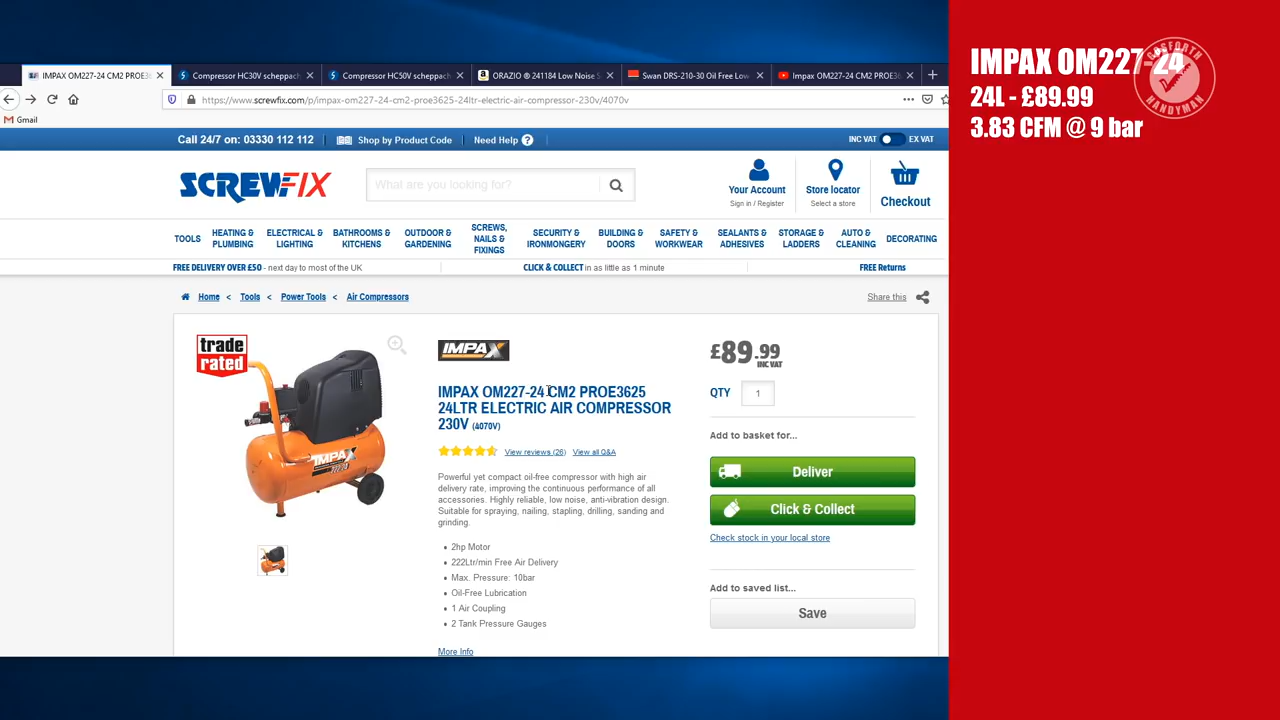 IMPAX OM227-24 CM2 PROE3
Compressor HC30V scheppach
Compressor HC50V scheppach
ORAZIO ® 241184 Low Noise S
Swan DRS-210-30 Oil Free Low
Impax OM227-24 CM2 PROE3
https://www.screwfix.com/p/impax-om227-24-cm2-proe3625-24ltr-electric-air-compressor-230v/4070v
Gmail
Call 24/7 on: 03330 112 112
Shop by Product Code
Need Help ?
INC VAT
EX VAT
SCREWFIX
What are you looking for?
Your Account
Sign in / Register
Store locator
Select a store
Checkout
TOOLS
HEATING &
PLUMBING
ELECTRICAL &
LIGHTING
BATHROOMS &
KITCHENS
OUTDOOR &
GARDENING
SCREWS,
NAILS &
FIXINGS
SECURITY &
IRONMONGERY
BUILDING &
DOORS
SAFETY &
WORKWEAR
SEALANTS &
ADHESIVES
STORAGE &
LADDERS
AUTO &
CLEANING
DECORATING
FREE DELIVERY OVER £50 - next day to most of the UK
CLICK & COLLECT in as little as 1 minute
FREE Returns
Home < Tools < Power Tools < Air Compressors
Share this
trade
rated
IMPAX
IMPAX
IMPAX OM227-24 CM2 PROE3625
24LTR ELECTRIC AIR COMPRESSOR
230V (4070V)
View reviews (26)
View all Q&A
Powerful yet compact oil-free compressor with high air
delivery rate, improving the continuous performance of all
accessories. Highly reliable, low noise, anti-vibration design.
Suitable for spraying, nailing, stapling, drilling, sanding and
grinding.
2hp Motor
222Ltr/min Free Air Delivery
Max. Pressure: 10bar
Oil-Free Lubrication
1 Air Coupling
2 Tank Pressure Gauges
More Info
£89.99
INC VAT
QTY 1
Add to basket for...
Deliver
Click & Collect
Check stock in your local store
Add to saved list...
Save
IMPAX OM227-24
24L - £89.99
3.83 CFM @ 9 bar
GOSFORTH
HANDYMAN